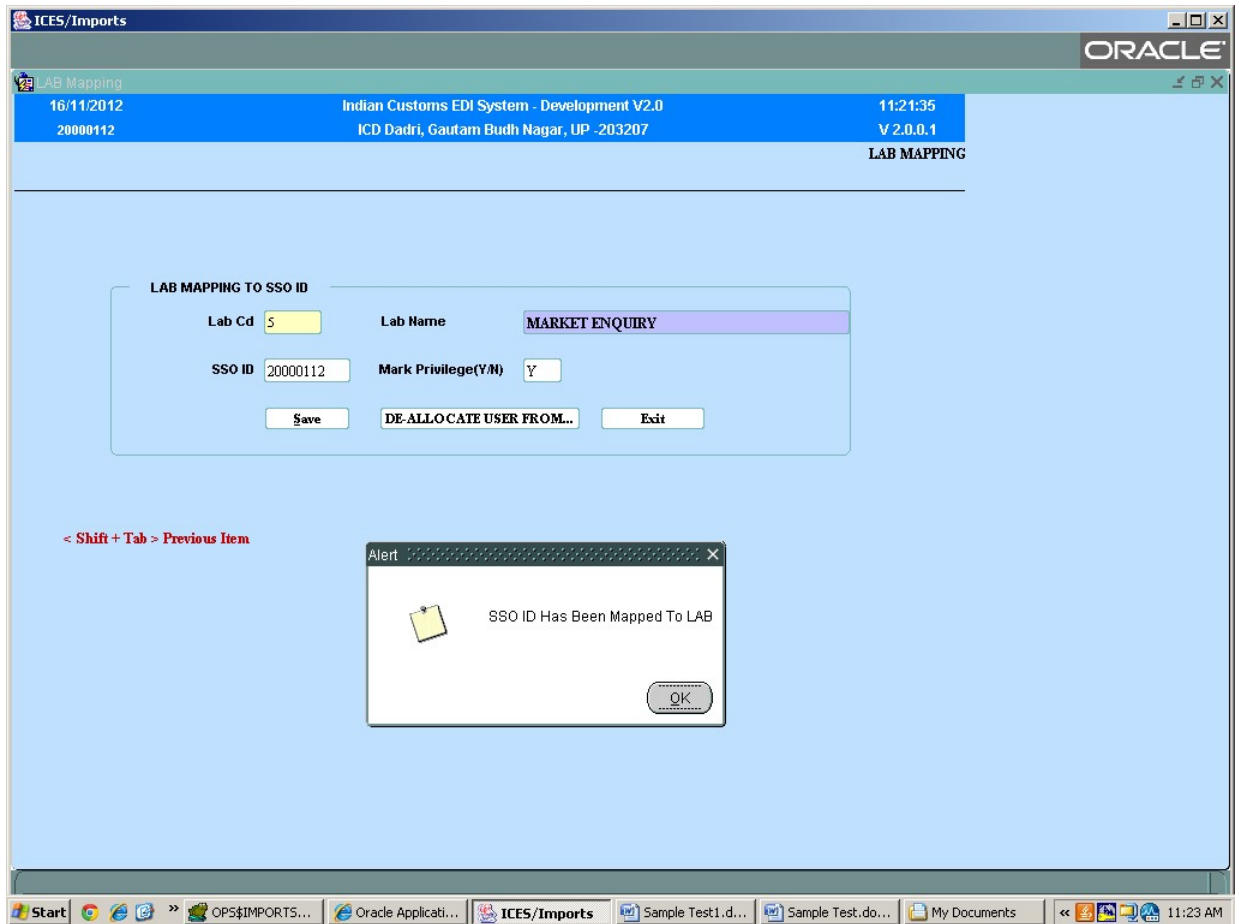 ICES/Imports
ORACLE
LAB Mapping
16/11/2012 Indian Customs EDI System - Development V2.0 11:21:35
20000112 ICD Dadri, Gautam Budh Nagar, UP -203207 V 2.0.0.1
LAB MAPPING
LAB MAPPING TO SSO ID
Lab Cd 5 Lab Name MARKET ENQUIRY
SSO ID 20000112 Mark Privilege(Y/N) Y
Save DE-ALLOCATE USER FROM... Exit
< Shift + Tab > Previous Item
Alert
SSO ID Has Been Mapped To LAB
OK
Start » OPS$IMPORTS... Oracle Applicati... ICES/Imports Sample Test1.d... Sample Test.do... My Documents « 11:23 AM